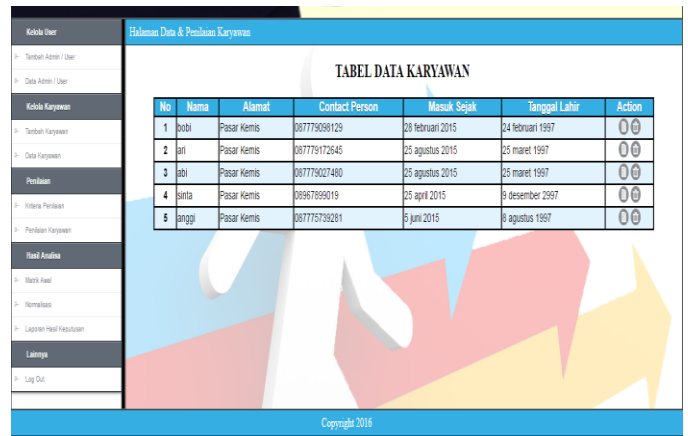 Kelola User
Tambah Admin / User
Data Admin / User
Kelola Karyawan
Tambah Karyawan
Data Karyawan
Penilaian
Kriteria Penilaian
Penilaian Karyawan
Hasil Analisa
Matrik Awal
Normalisasi
Laporan Hasil Keputusan
Lainnya
Log Out
Halaman Data & Penilaian Karyawan
TABEL DATA KARYAWAN
No Nama Alamat Contact Person Masuk Sejak Tanggal Lahir Action
1 bobi Pasar Kemis 087779098129 28 februari 2015 24 februari 1997
2 ari Pasar Kemis 087779172645 25 agustus 2015 25 maret 1997
3 abi Pasar Kemis 087779027480 25 agustus 2015 25 maret 1997
4 sinta Pasar Kemis 08967899019 25 april 2015 9 desember 2997
5 anggi Pasar Kemis 087775739281 5 juni 2015 8 agustus 1997
Copyright 2016